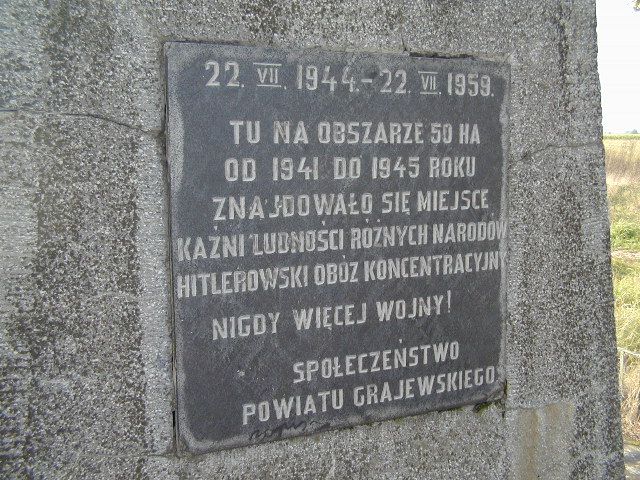 22. VII. 1944.-22. VII. 1959.
TU NA OBSZARZE 50 HA
OD 1941 DO 1945 ROKU
ZNAJDOWAŁO SIĘ MIEJSCE
KAŹNI LUDNOŚCI RÓŻNYCH NARODÓW
HITLEROWSKI OBÓZ KONCENTRACYJNY
NIGDY WIĘCEJ WOJNY!
SPOŁECZEŃSTWO
POWIATU GRAJEWSKIEGO